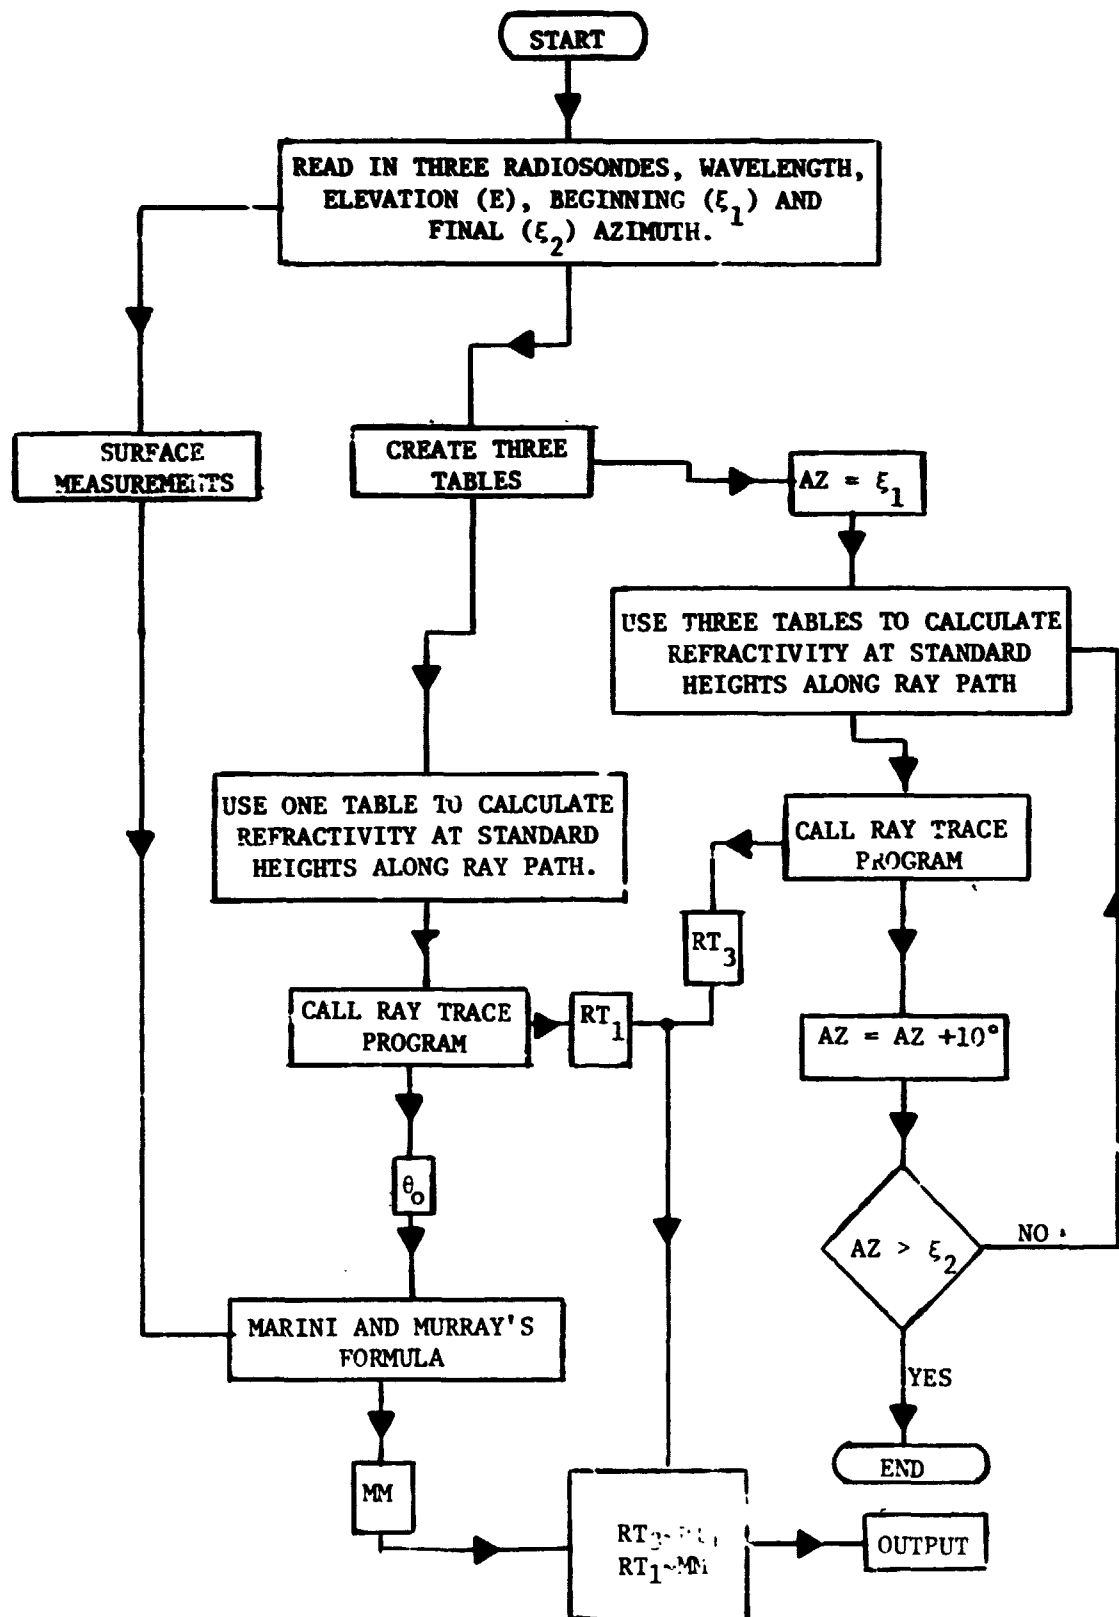 START
READ IN THREE RADIOSONDES, WAVELENGTH,
ELEVATION (E), BEGINNING (ξ₁) AND
FINAL (ξ₂) AZIMUTH.
SURFACE
MEASUREMENTS
CREATE THREE
TABLES
AZ = ξ₁
USE THREE TABLES TO CALCULATE
REFRACTIVITY AT STANDARD
HEIGHTS ALONG RAY PATH
USE ONE TABLE TO CALCULATE
REFRACTIVITY AT STANDARD
HEIGHTS ALONG RAY PATH.
CALL RAY TRACE
PROGRAM
RT₃
CALL RAY TRACE
PROGRAM
RT₁
AZ = AZ +10°
θ₀
AZ > ξ₂
NO
MARINI AND MURRAY'S
FORMULA
YES
END
MM
RT₁~MM
OUTPUT